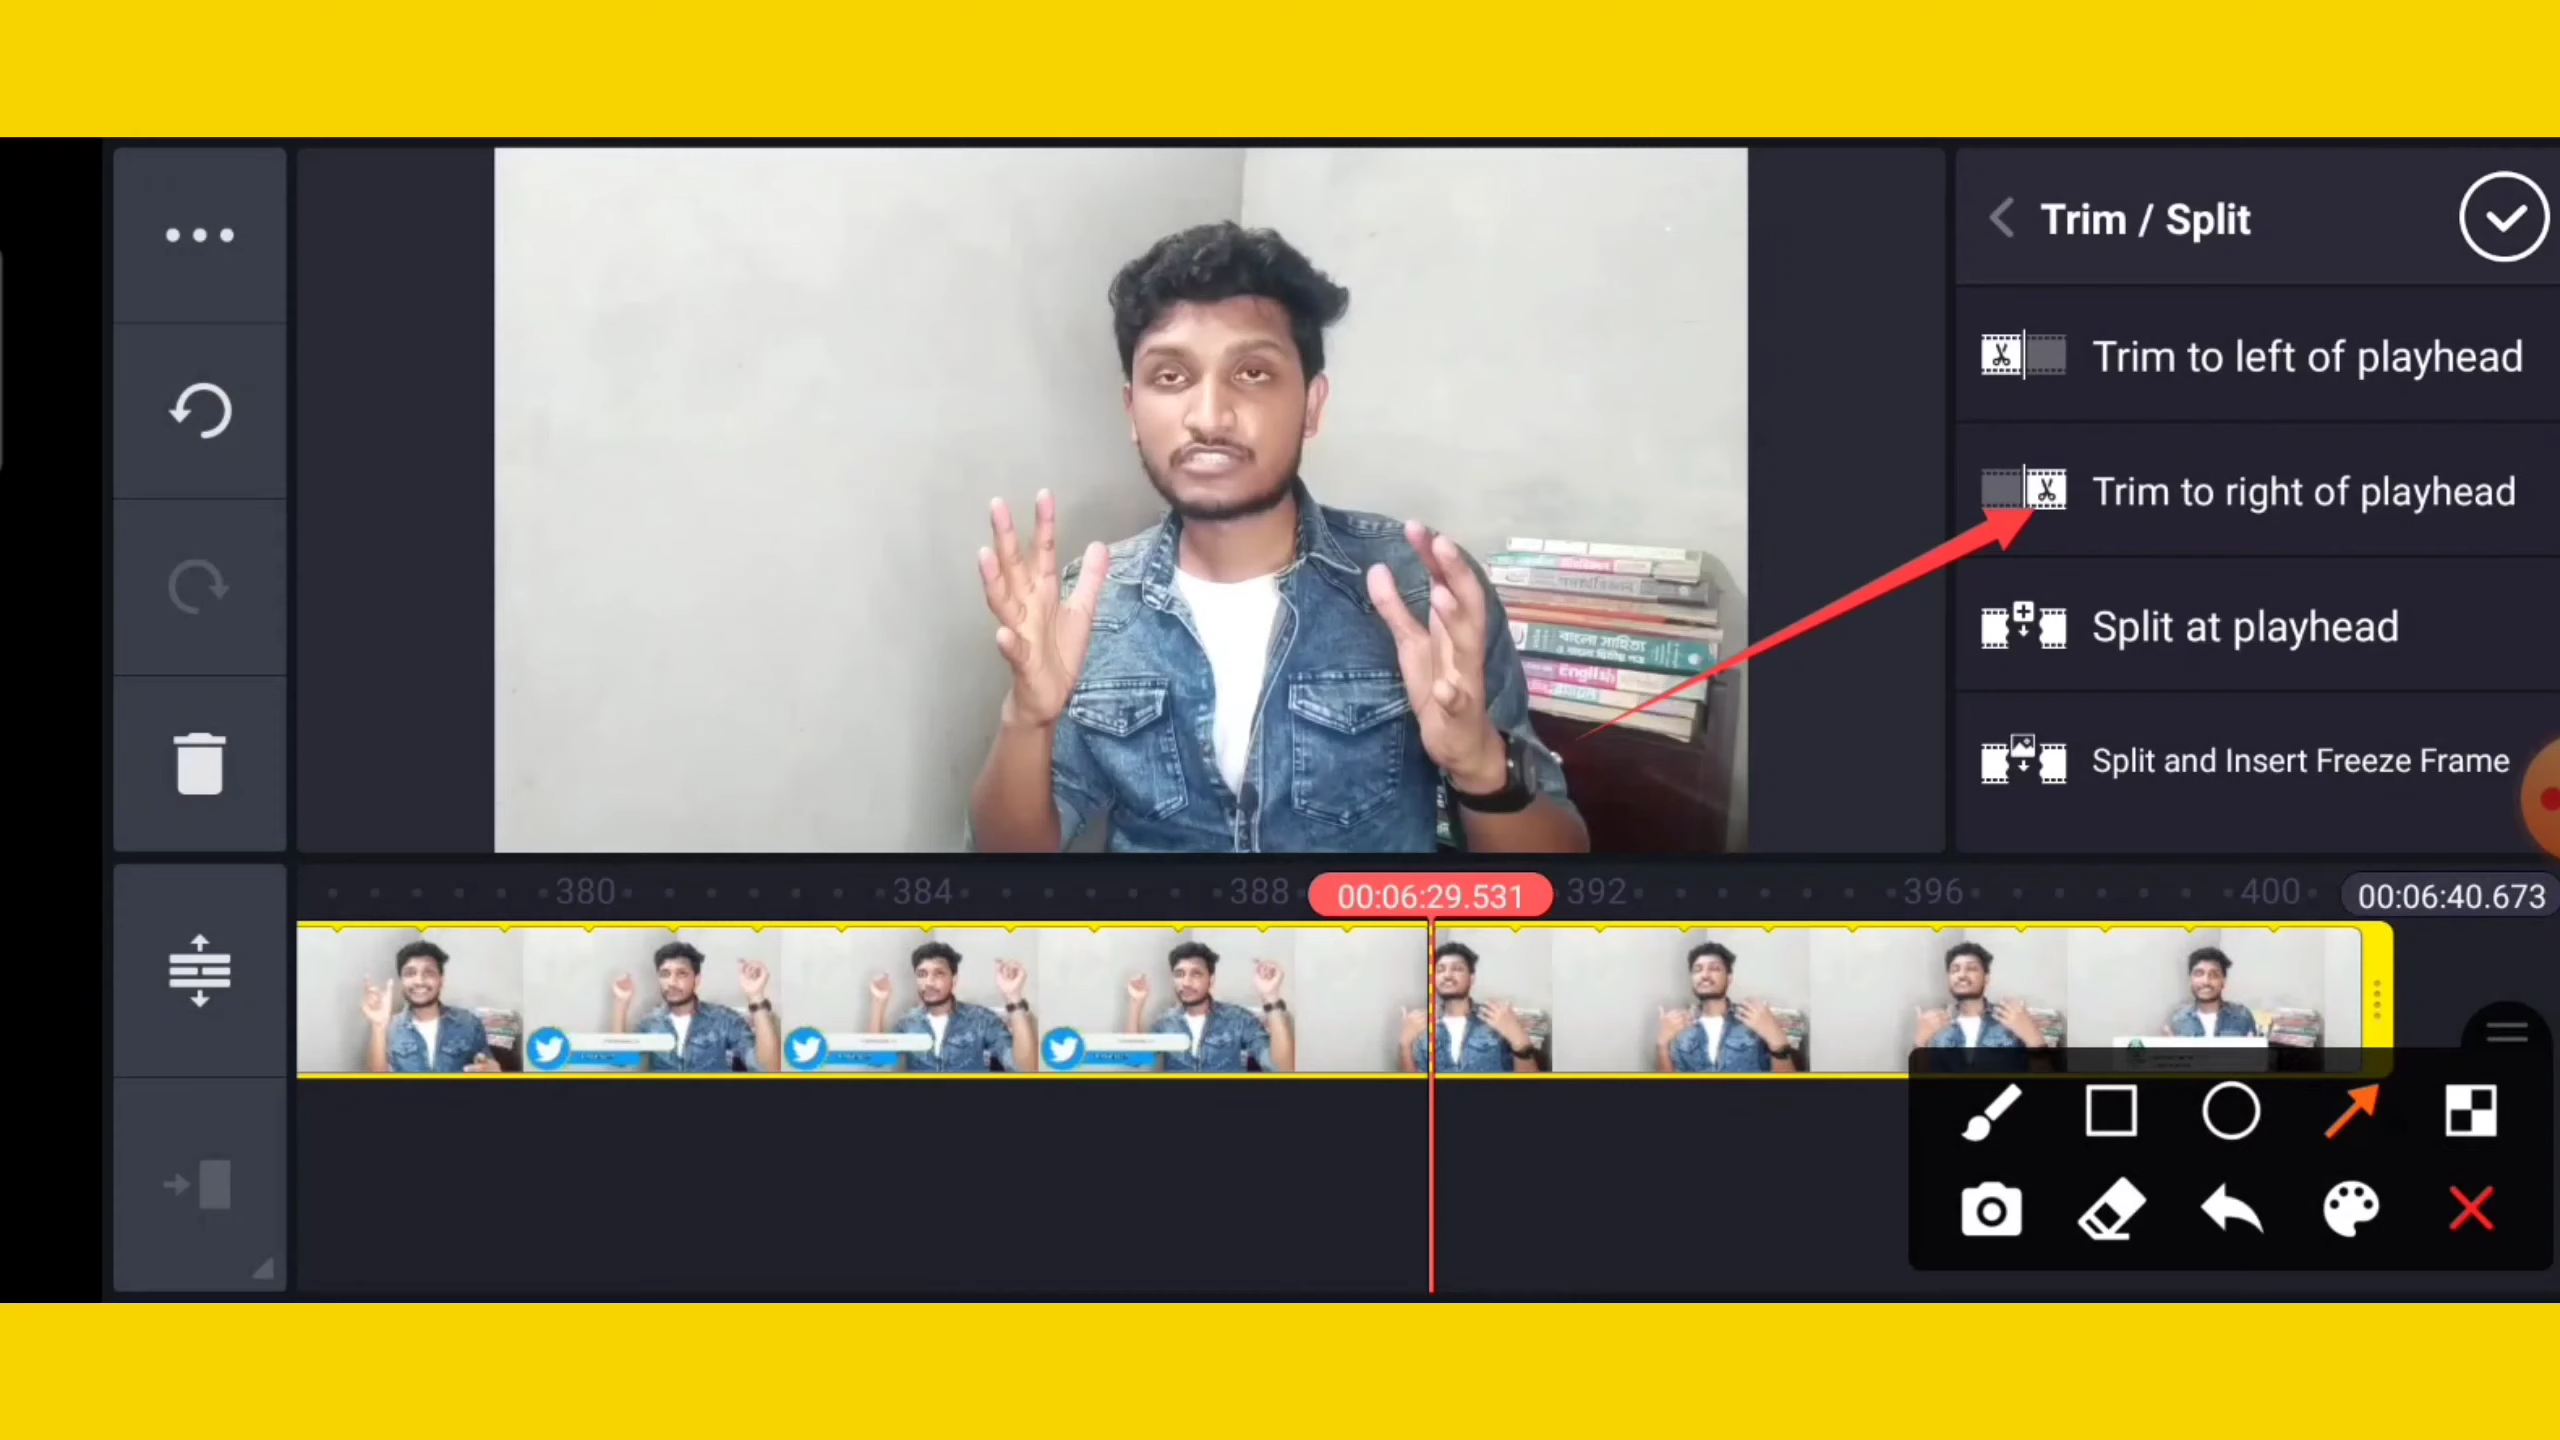 Trim / Split
Trim to left of playhead
Trim to right of playhead
Split at playhead
Split and Insert Freeze Frame
বাংলা সাহিত্য
English
380
384
388
00:06:29.531
392
396
400
00:06:40.673